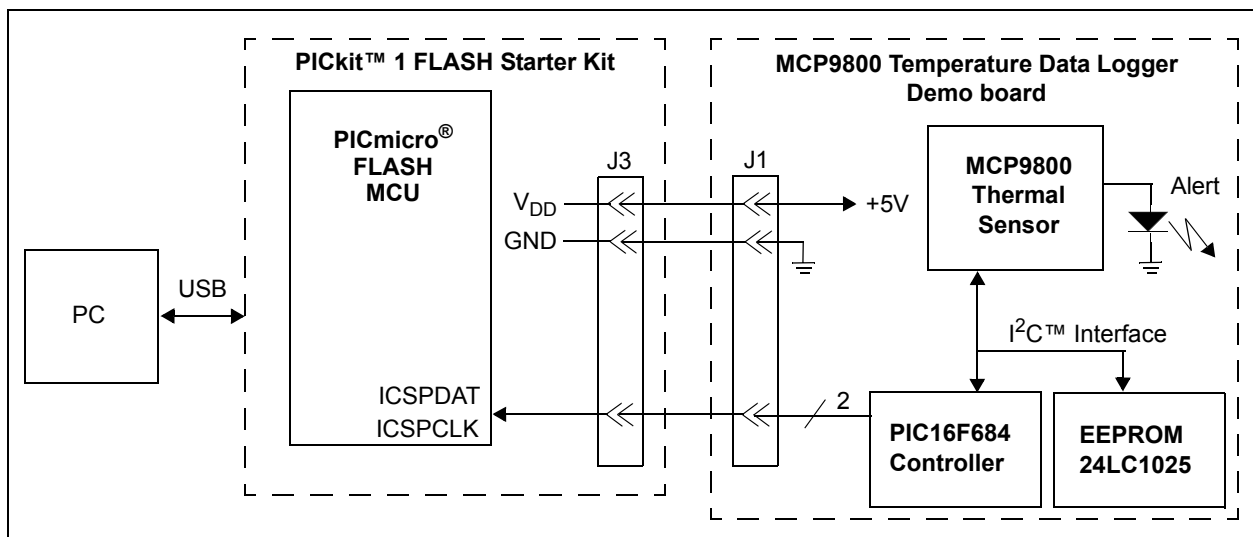 PICkit™ 1 FLASH Starter Kit
PICmicro®
FLASH
MCU
J3
VDD
GND
ICSPDAT
ICSPCLK
PC
USB
MCP9800 Temperature Data Logger
Demo board
J1
+5V
MCP9800
Thermal
Sensor
Alert
I²C™ Interface
2
PIC16F684
Controller
EEPROM
24LC1025